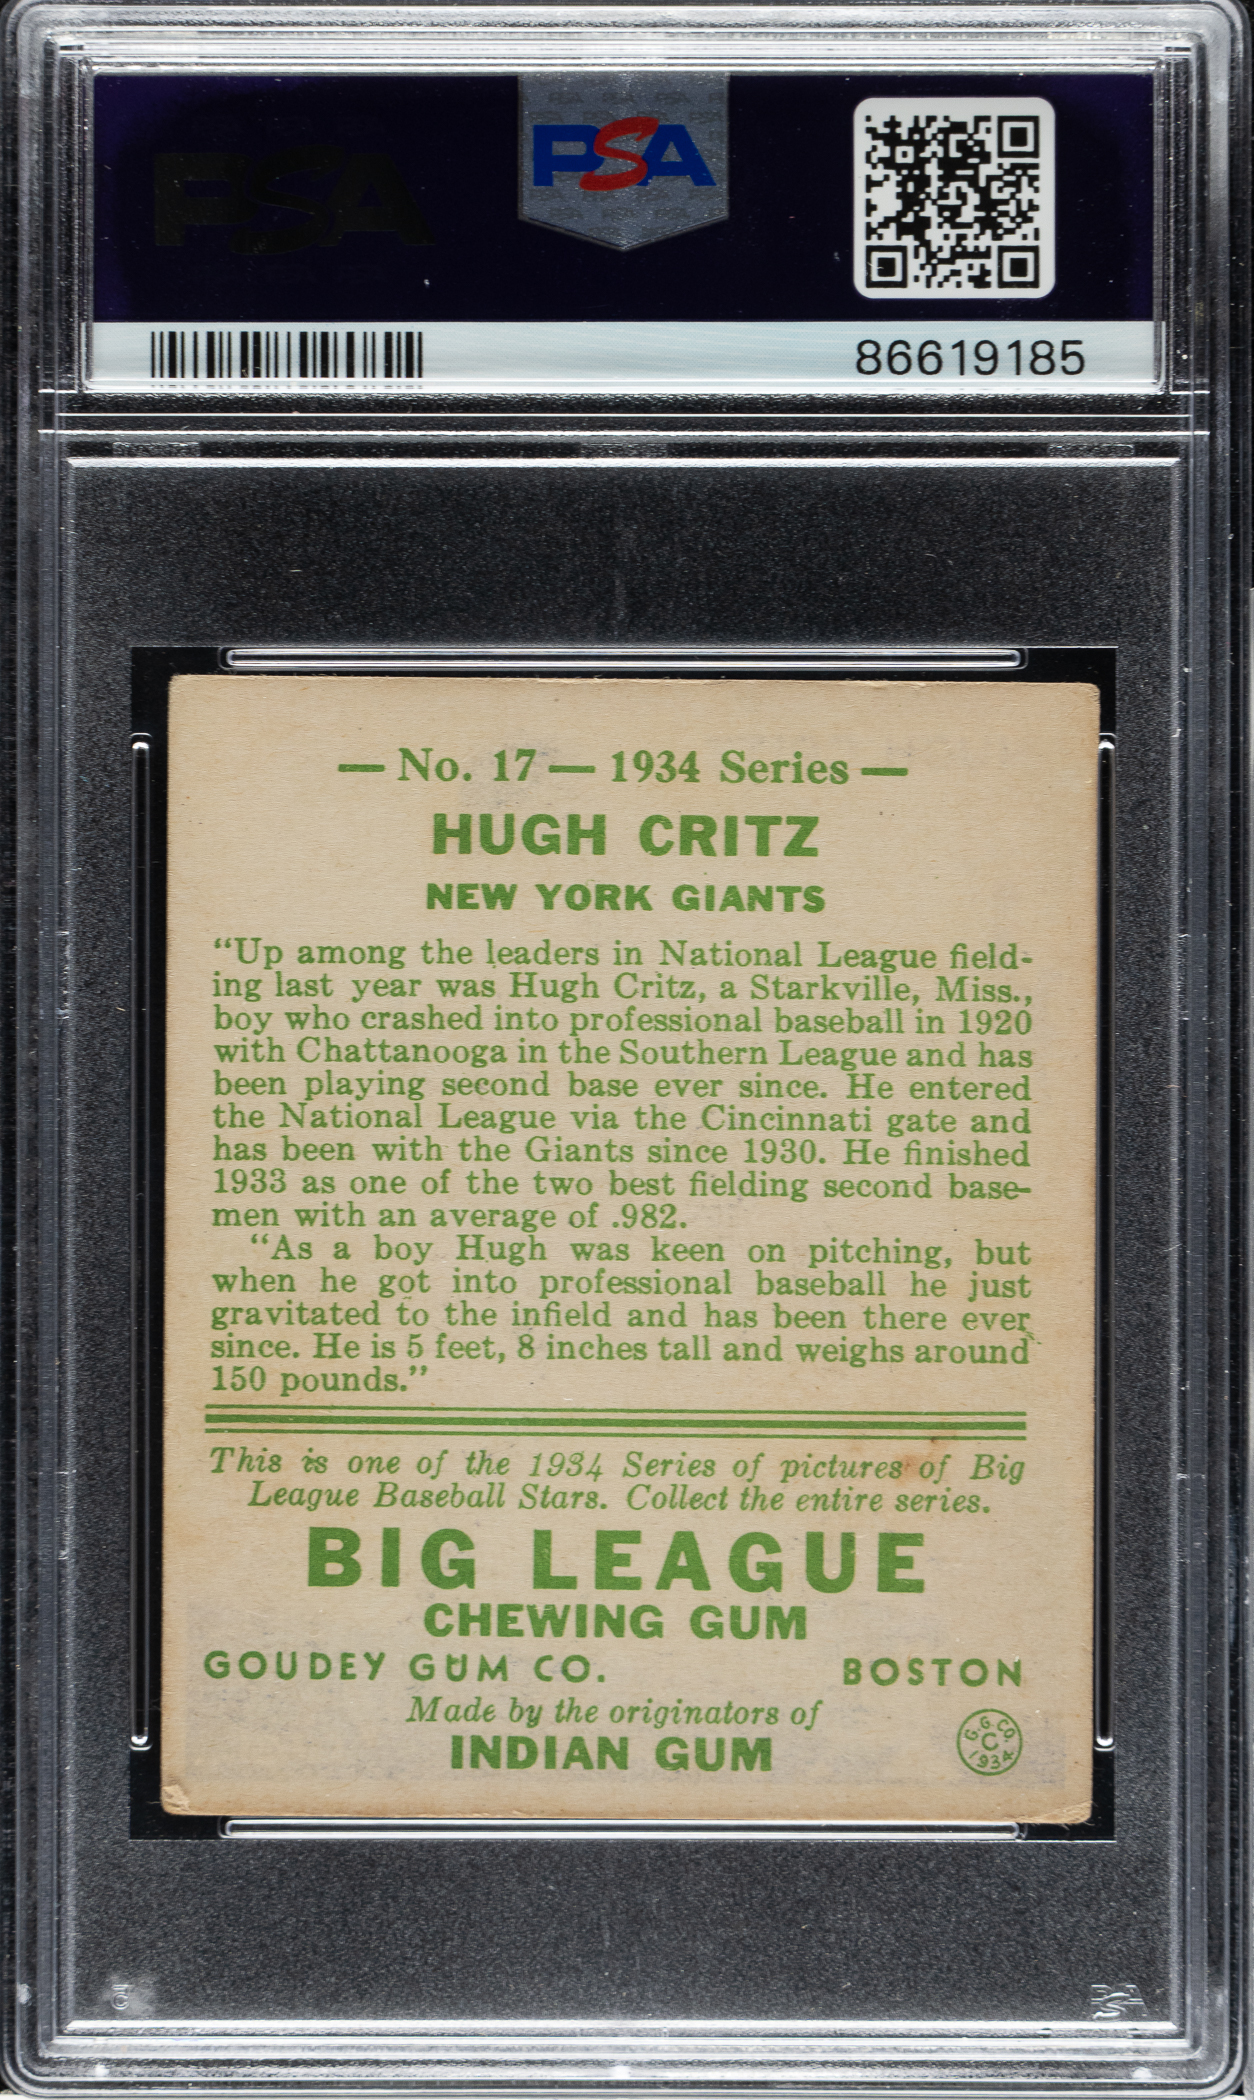 PSA
PSA
86619185
— No. 17 — 1934 Series —
HUGH CRITZ
NEW YORK GIANTS
“Up among the leaders in National League field-
ing last year was Hugh Critz, a Starkville, Miss.,
boy who crashed into professional baseball in 1920
with Chattanooga in the Southern League and has
been playing second base ever since. He entered
the National League via the Cincinnati gate and
has been with the Giants since 1930. He finished
1933 as one of the two best fielding second base-
men with an average of .982.
“As a boy Hugh was keen on pitching, but
when he got into professional baseball he just
gravitated to the infield and has been there ever
since. He is 5 feet, 8 inches tall and weighs around
150 pounds.”
This is one of the 1934 Series of pictures of Big
League Baseball Stars. Collect the entire series.
BIG LEAGUE
CHEWING GUM
GOUDEY GUM CO. BOSTON
Made by the originators of
INDIAN GUM
G.G.CO.
C
1934
PSA